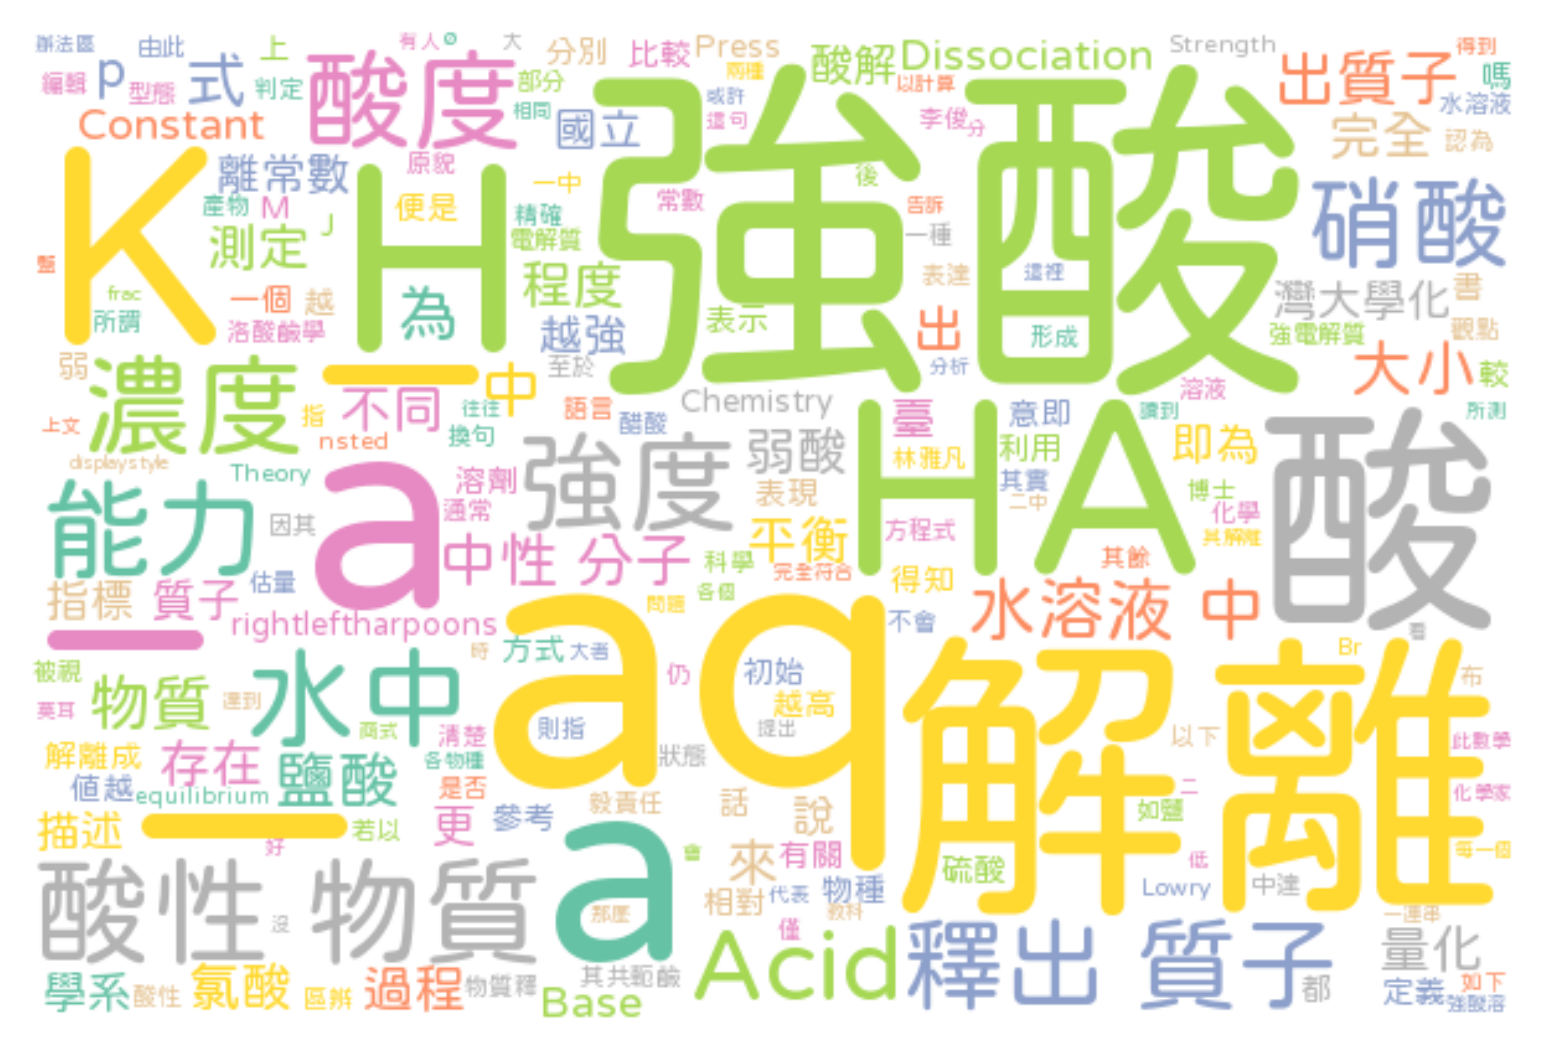 辦法區 由此 上 有人 大 分別 比較 Press 酸解 Dissociation Strength 得到
編輯 p 型態 式 判定 酸度 部分 兩種 以計算 出質子 嗎
Constant 相同 國立 或許 這句 李俊 分 強酸 水溶液
K 離常數 原貌 H 一中 常數 後 完全 認為
產物 M J 便是 精確 告訴 硝酸
測定 電解質 一種
frac 一個 越 為 程度 表達 這裡 灣大學化 書
所謂 洛酸鹼學 越強 表示 出 形成 強電解質 觀點
弱 濃度 中 至於 分析 大小 較
不同 往往 語言 Chemistry 臺 意即 溶液 讀到 所測
上文 指 nsted 換句 醋酸 HA 利用 即為 酸
displaystyle Theory 溶劑 強度 弱酸 林雅凡 其實 博士
能力 因其 a 通常 表現 二中 化學
中性 分子 平衡 方程式 其解離
指標 質子 估量 科學 完全符合 得知 其餘
rightleftharpoons 問題 各個 不會 水溶液 中
被視 水中 時 方式 大者 aq 仍 初始 解離 Br 布
莫耳 物質 達到 商式 清楚 則指 越高 提出 以下 此數學
解離成 存在 鹽酸 各物種 狀態
值越 equilibrium 是否 毅責任 話 說 如鹽 二 化學家
描述 若以 更 參考 a
好 會 來 有關 硫酸 低 每一個
酸性 物質 沒 那麼 相對 代表 物種 Lowry 中達
僅 教科 一連串
學系 酸性 氯酸 區辨 過程 物質釋 其共軛鹼 Base Acid 釋出 質子 都 量化 定義 如下
強酸溶